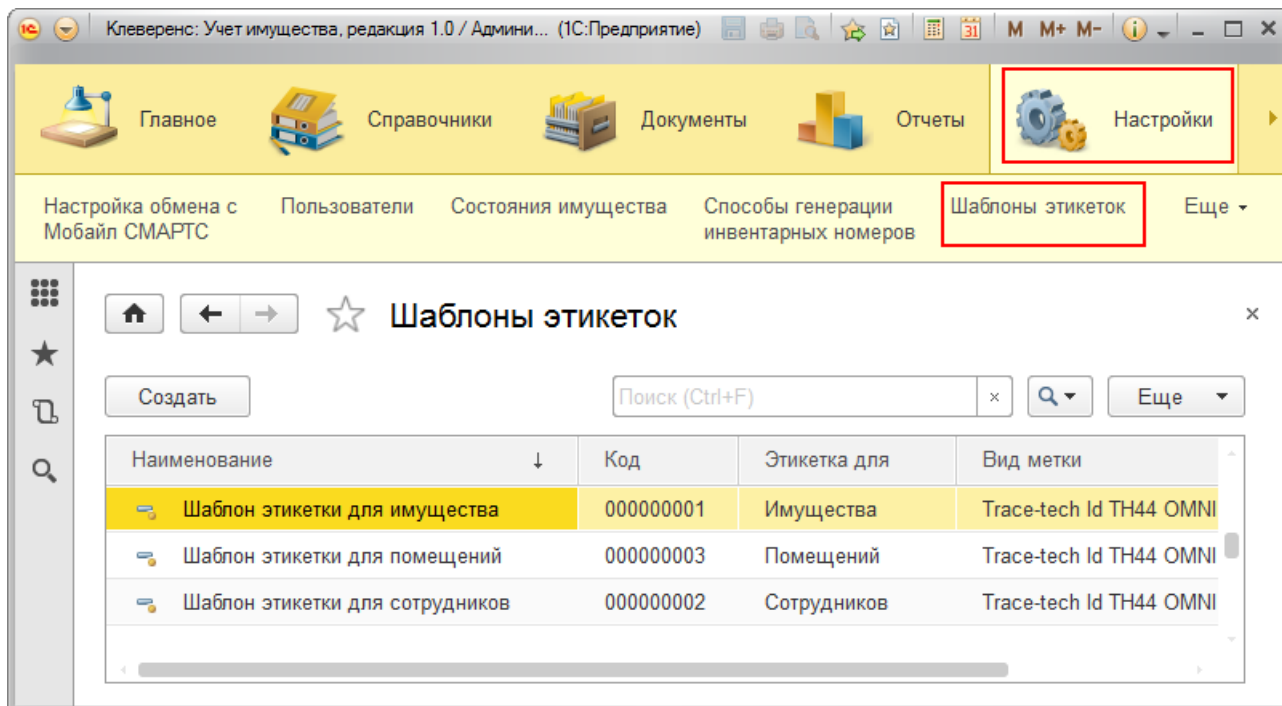 Клеверенс: Учет имущества, редакция 1.0 / Админи... (1С:Предприятие) 31 M M+ M-
Главное Справочники Документы Отчеты Настройки
Настройка обмена с Мобайл СМАРТС Пользователи Состояния имущества Способы генерации инвентарных номеров Шаблоны этикеток Еще
Шаблоны этикеток
Создать Поиск (Ctrl+F) Еще
Наименование Код Этикетка для Вид метки
Шаблон этикетки для имущества 000000001 Имущества Trace-tech Id TH44 OMNI
Шаблон этикетки для помещений 000000003 Помещений Trace-tech Id TH44 OMNI
Шаблон этикетки для сотрудников 000000002 Сотрудников Trace-tech Id TH44 OMNI